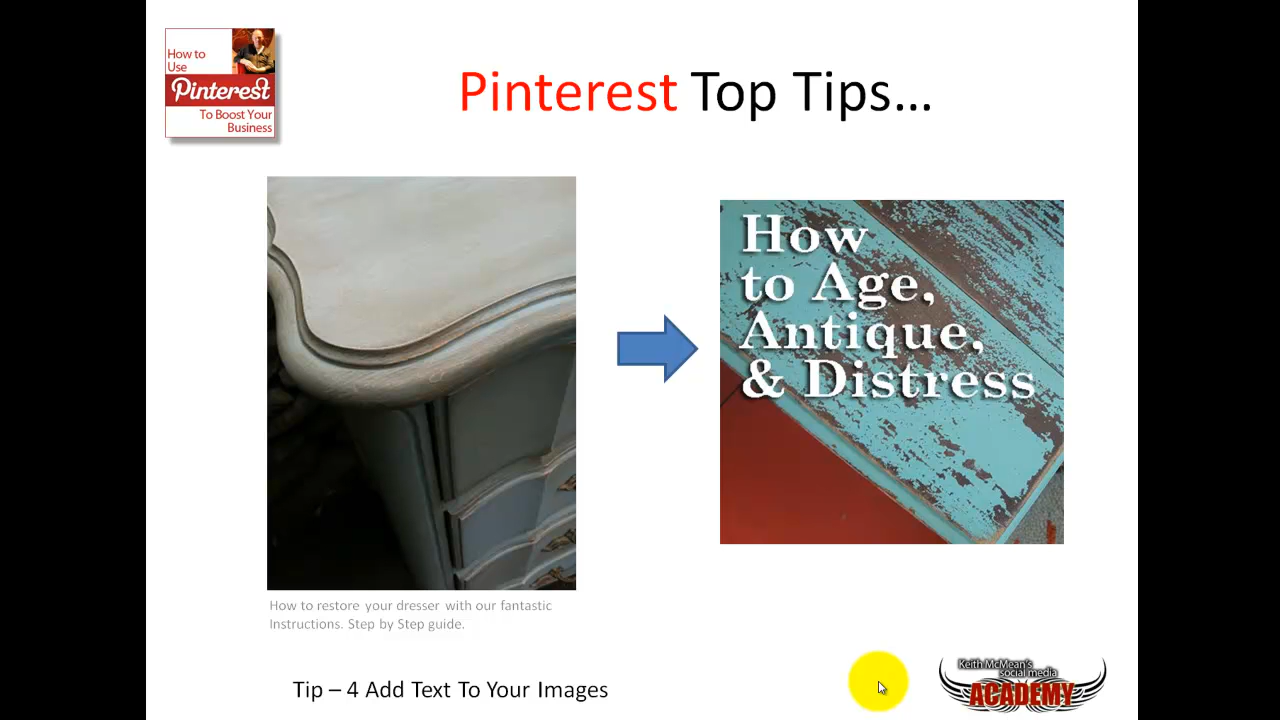 How to
Use
Pinterest
To Boost Your
Business
Pinterest Top Tips...
How
to Age,
Antique,
& Distress
How to restore your dresser with our fantastic
Instructions. Step by Step guide.
Tip – 4 Add Text To Your Images
Keith McMean's
social media
ACADEMY